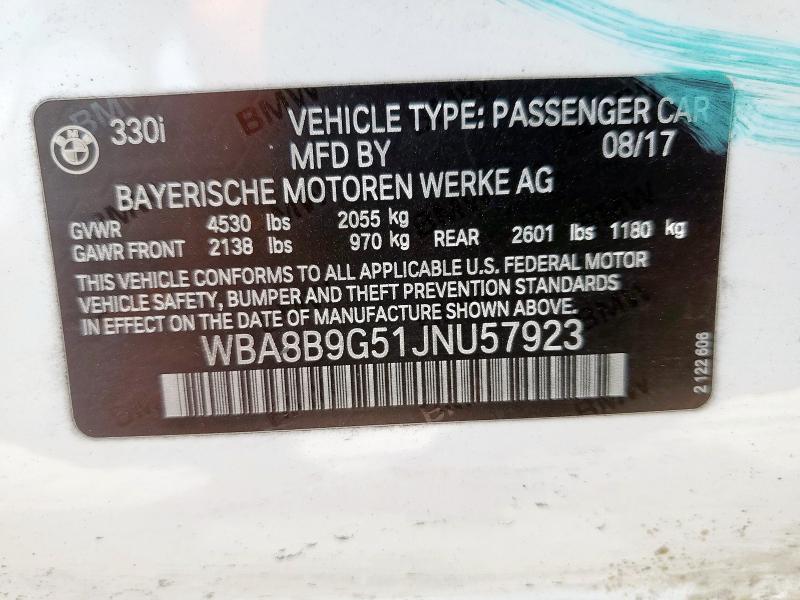 BMW
330i
VEHICLE TYPE: PASSENGER CAR
MFD BY 08/17
BAYERISCHE MOTOREN WERKE AG
GVWR 4530 lbs 2055 kg
GAWR FRONT 2138 lbs 970 kg REAR 2601 lbs 1180 kg
THIS VEHICLE CONFORMS TO ALL APPLICABLE U.S. FEDERAL MOTOR
VEHICLE SAFETY, BUMPER AND THEFT PREVENTION STANDARDS
IN EFFECT ON THE DATE OF MANUFACTURE SHOWN ABOVE.
WBA8B9G51JNU57923
2 122 606